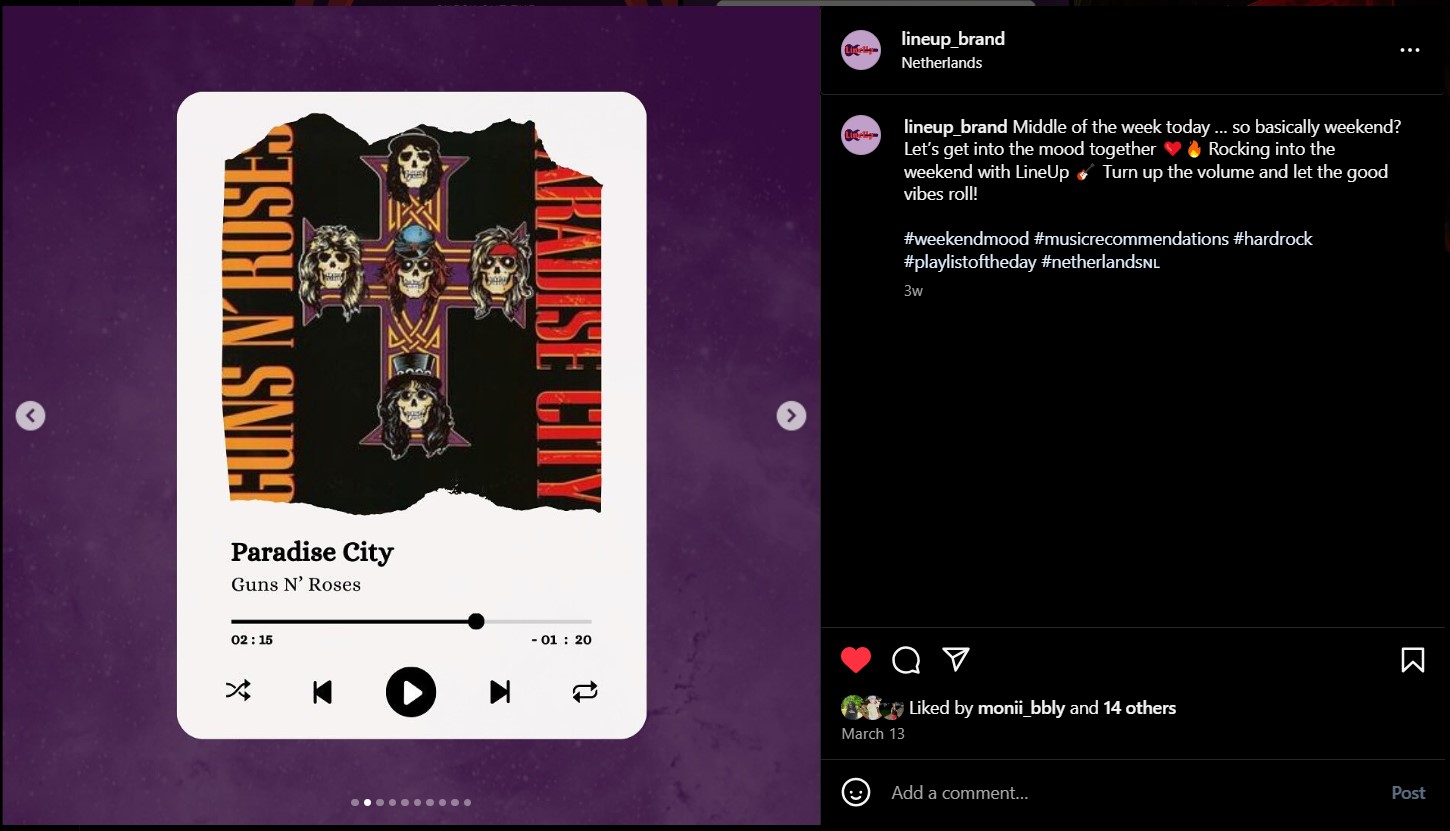 GUNS N' ROSES
PARADISE CITY
Paradise City
Guns N’ Roses
02 : 15
- 01 : 20
lineup_brand
Netherlands
lineup_brand Middle of the week today ... so basically weekend?
Let’s get into the mood together ❤️🔥 Rocking into the
weekend with LineUp 🎸 Turn up the volume and let the good
vibes roll!
#weekendmood #musicrecommendations #hardrock
#playlistoftheday #netherlandsNL
3w
Liked by monii_bbly and 14 others
March 13
Add a comment...
Post